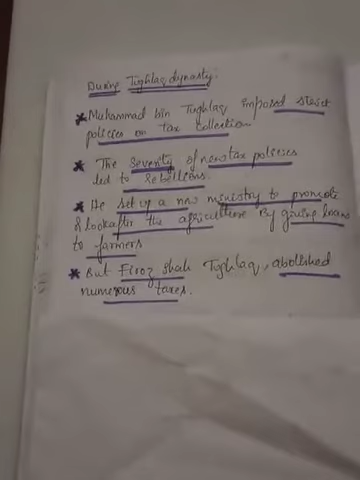 During Tughlaq dynasty:
★ Muhammad bin Tughlaq imposed strict
policies on tax collection.
★ The severity of new tax policies
led to rebellions.
★ He set up a new ministry to promote
& look after the agriculture By giving loans
to farmers
★ But Firoz Shah Tughlaq, abolished
numerous taxes.